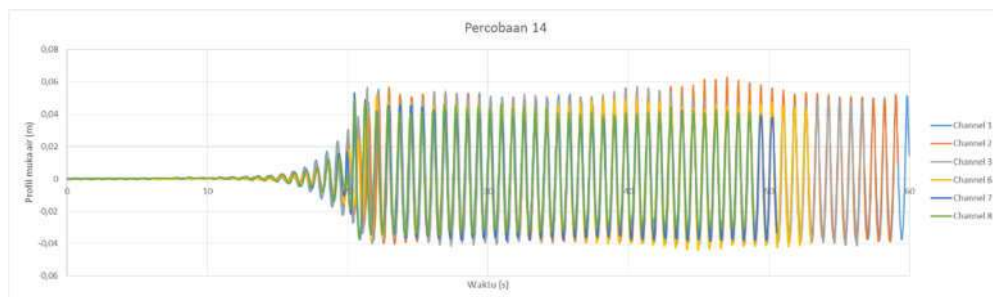 Percobaan 14
0,08
0,06
0,04
0,02
0
-0,02
-0,04
-0,06
Profil muka air (m)
0 10 30 40 50 60
Waktu (s)
Channel 1
Channel 2
Channel 3
Channel 6
Channel 7
Channel 8